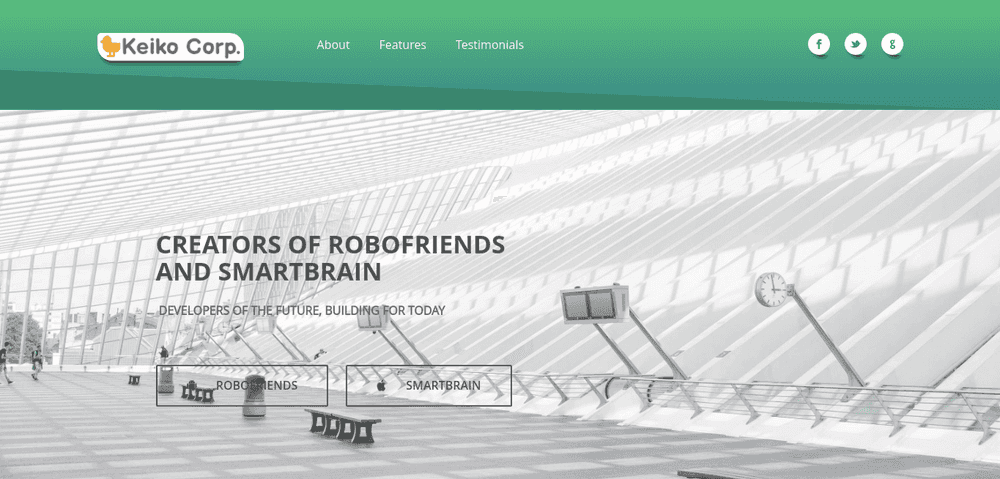 Keiko Corp.
About
Features
Testimonials
f
g
CREATORS OF ROBOFRIENDS
AND SMARTBRAIN
DEVELOPERS OF THE FUTURE, BUILDING FOR TODAY
ROBOFRIENDS
SMARTBRAIN